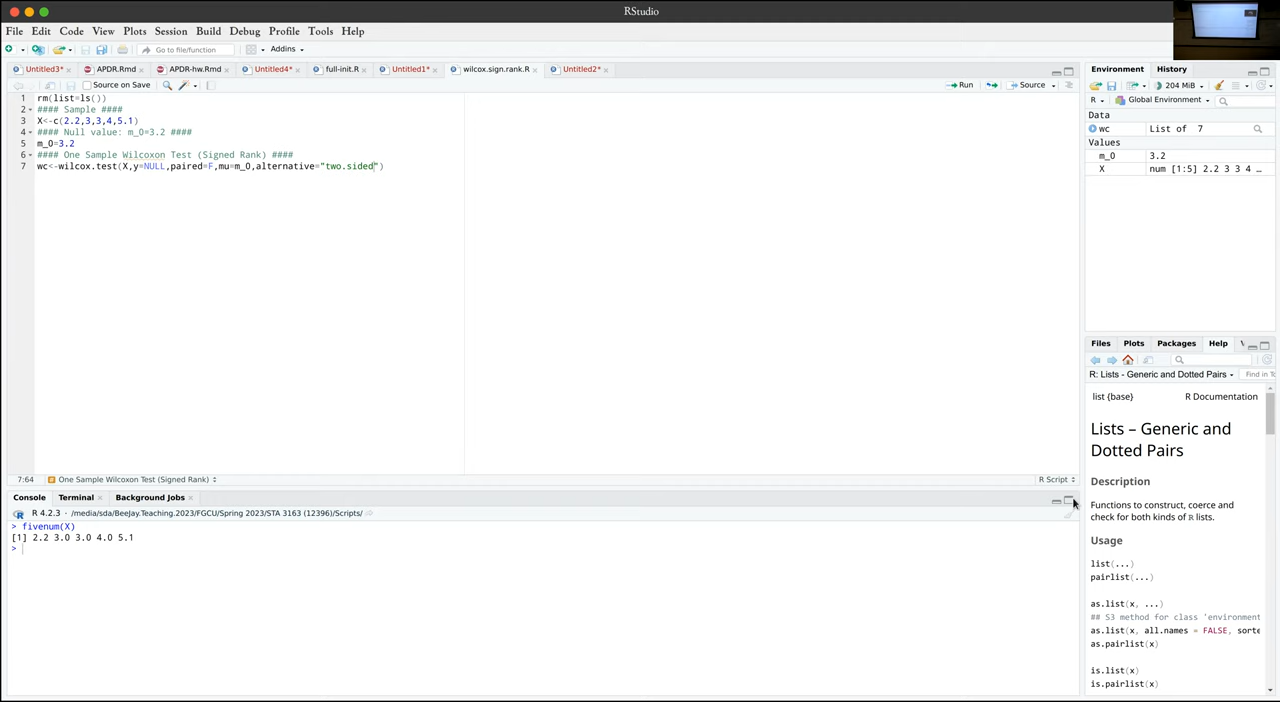 RStudio
File Edit Code View Plots Session Build Debug Profile Tools Help
Go to file/function Addins
Untitled3* APDR.Rmd APDR-hw.Rmd Untitled4* full-init.R Untitled1* wilcox.sign.rank.R Untitled2*
Source on Save Run Source
1 rm(list=ls())
2 #### Sample ####
3 X<-c(2.2,3,3,4,5.1)
4 #### Null value: m_0=3.2 ####
5 m_0=3.2
6 #### One Sample Wilcoxon Test (Signed Rank) ####
7 wc<-wilcox.test(X,y=NULL,paired=F,mu=m_0,alternative="two.sided")
7:64 One Sample Wilcoxon Test (Signed Rank) R Script
Console Terminal Background Jobs
R 4.2.3 · /media/sda/BeeJay.Teaching.2023/FGCU/Spring 2023/STA 3163 (12396)/Scripts/
> fivenum(X)
[1] 2.2 3.0 3.0 4.0 5.1
>
Environment History
204 MiB
R Global Environment
Data
wc List of 7
Values
m_0 3.2
X num [1:5] 2.2 3 3 4 …
Files Plots Packages Help
R: Lists - Generic and Dotted Pairs Find in
list {base} R Documentation
Lists – Generic and
Dotted Pairs
Description
Functions to construct, coerce and
check for both kinds of R lists.
Usage
list(...)
pairlist(...)
as.list(x, ...)
## S3 method for class 'environment
as.list(x, all.names = FALSE, sorte
as.pairlist(x)
is.list(x)
is.pairlist(x)